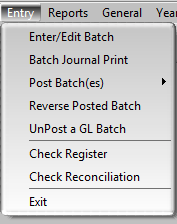 Entry Reports General Year
Enter/Edit Batch
Batch Journal Print
Post Batch(es)
Reverse Posted Batch
UnPost a GL Batch
Check Register
Check Reconciliation
Exit